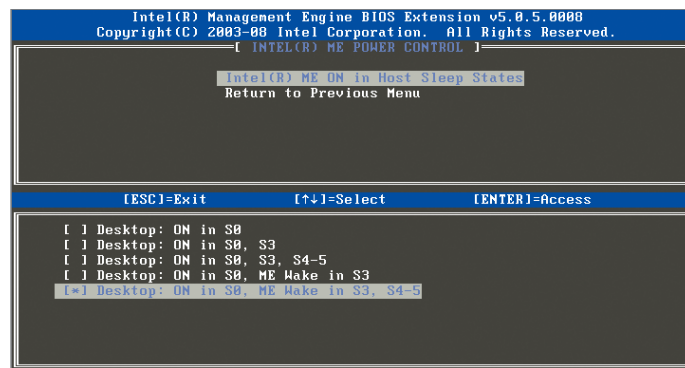 Intel(R) Management Engine BIOS Extension v5.0.5.0008
Copyright(C) 2003-08 Intel Corporation. All Rights Reserved.
[ INTEL(R) ME POWER CONTROL ]
Intel(R) ME ON in Host Sleep States
Return to Previous Menu
[ESC]=Exit [↑↓]=Select [ENTER]=Access
[ ] Desktop: ON in S0
[ ] Desktop: ON in S0, S3
[ ] Desktop: ON in S0, S3, S4-5
[ ] Desktop: ON in S0, ME Wake in S3
[*] Desktop: ON in S0, ME Wake in S3, S4-5